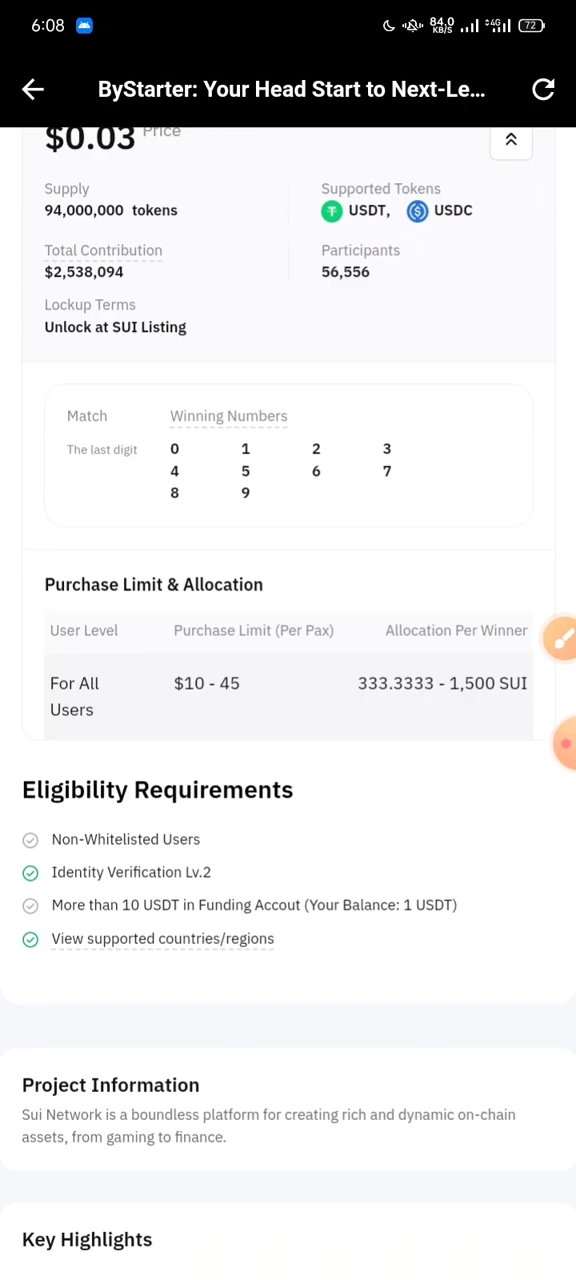 6:08
84.0 KB/S 4G 72
ByStarter: Your Head Start to Next-Le...
$0.03 Price
Supply
94,000,000 tokens
Supported Tokens
USDT, USDC
Total Contribution
$2,538,094
Participants
56,556
Lockup Terms
Unlock at SUI Listing
Match Winning Numbers
The last digit 0 1 2 3
4 5 6 7
8 9
Purchase Limit & Allocation
User Level Purchase Limit (Per Pax) Allocation Per Winner
For All Users $10 - 45 333.3333 - 1,500 SUI
Eligibility Requirements
Non-Whitelisted Users
Identity Verification Lv.2
More than 10 USDT in Funding Accout (Your Balance: 1 USDT)
View supported countries/regions
Project Information
Sui Network is a boundless platform for creating rich and dynamic on-chain
assets, from gaming to finance.
Key Highlights